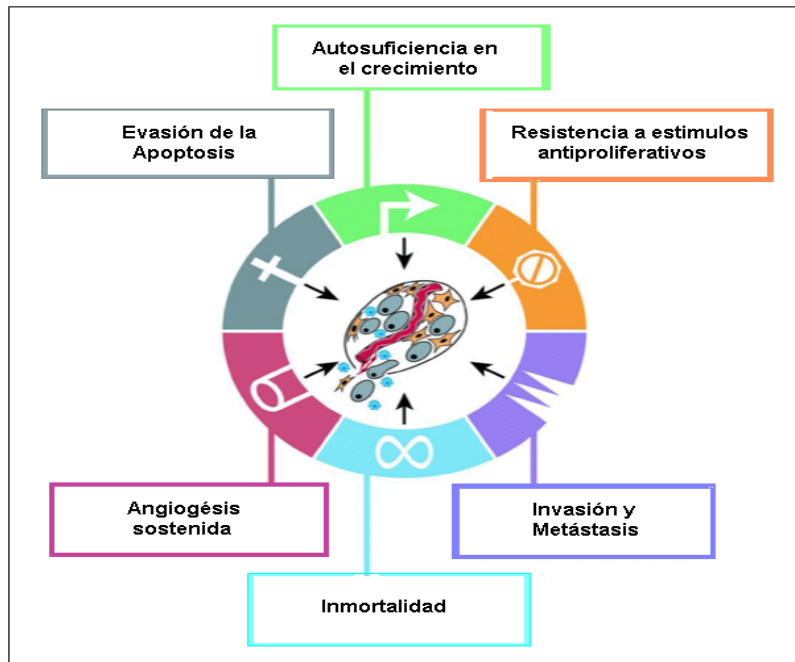 Autosuficiencia en
el crecimiento
Evasión de la
Apoptosis
Resistencia a estimulos
antiproliferativos
Angiogésis
sostenida
Invasión y
Metástasis
Inmortalidad